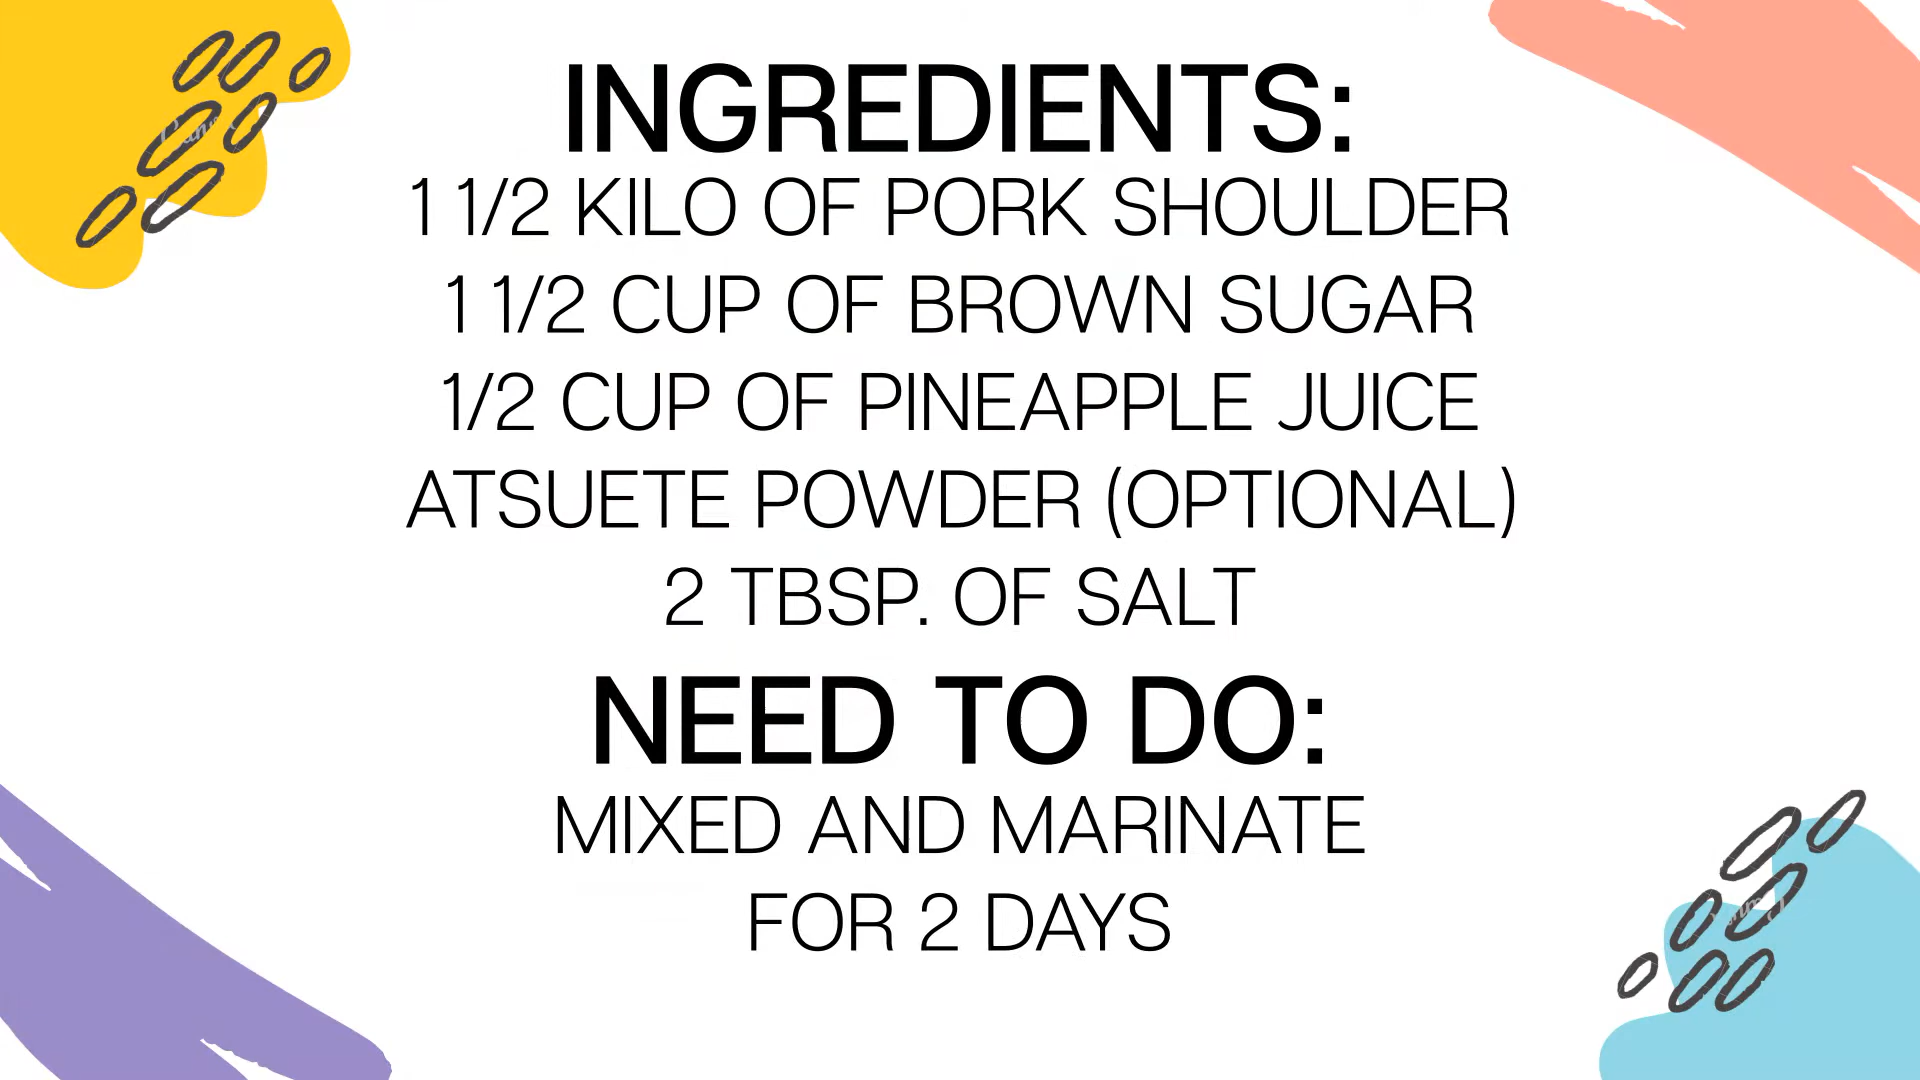 INGREDIENTS:
1 1/2 KILO OF PORK SHOULDER
1 1/2 CUP OF BROWN SUGAR
1/2 CUP OF PINEAPPLE JUICE
ATSUETE POWDER (OPTIONAL)
2 TBSP. OF SALT
NEED TO DO:
MIXED AND MARINATE
FOR 2 DAYS